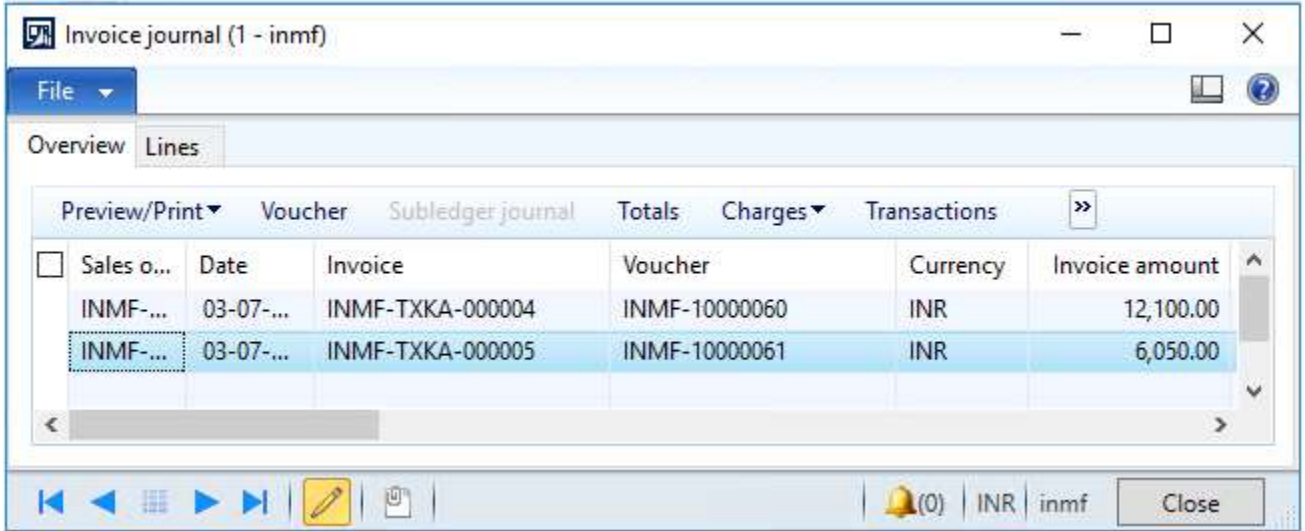 Invoice journal (1 - inmf)
File
Overview Lines
Preview/Print Voucher Subledger journal Totals Charges Transactions »
Sales o... Date Invoice Voucher Currency Invoice amount
INMF-... 03-07-... INMF-TXKA-000004 INMF-10000060 INR 12,100.00
INMF-... 03-07-... INMF-TXKA-000005 INMF-10000061 INR 6,050.00
(0) INR inmf Close